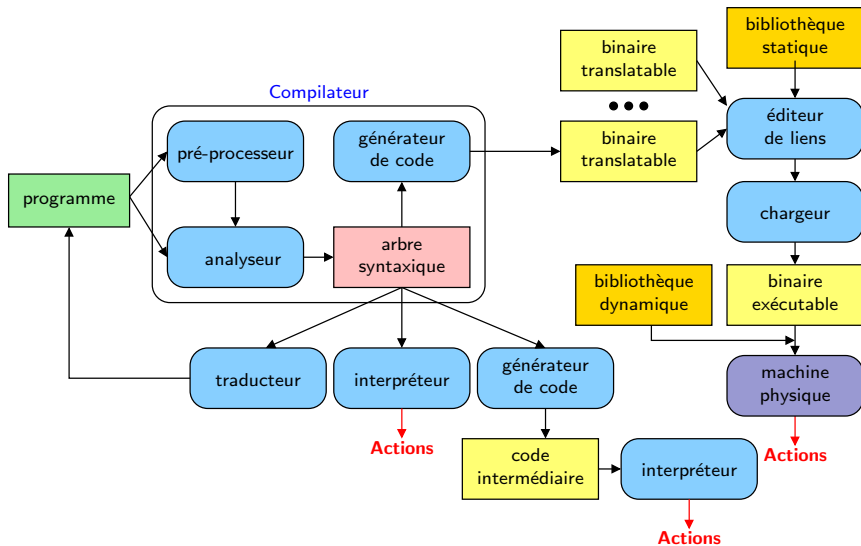 bibliothèque
statique
binaire
translatable
Compilateur
pré-processeur
générateur
de code
binaire
translatable
éditeur
de liens
programme
chargeur
analyseur
arbre
syntaxique
bibliothèque
dynamique
binaire
exécutable
traducteur
interpréteur
générateur
de code
machine
physique
Actions
Actions
code
intermédiaire
interpréteur
Actions